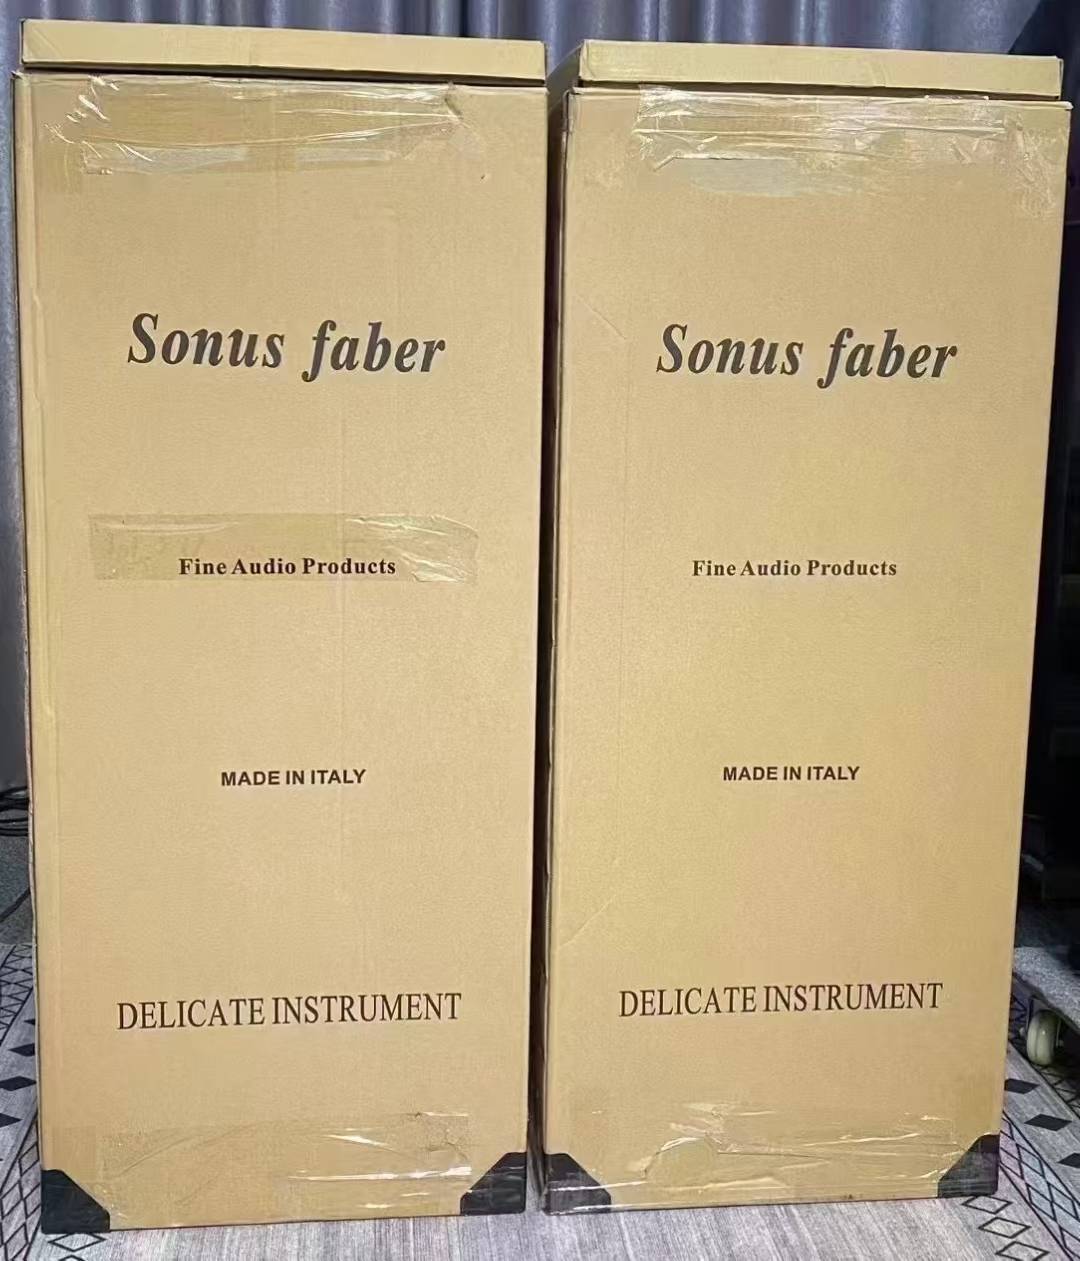 Sonus faber
Fine Audio Products
MADE IN ITALY
DELICATE INSTRUMENT
Sonus faber
Fine Audio Products
MADE IN ITALY
DELICATE INSTRUMENT